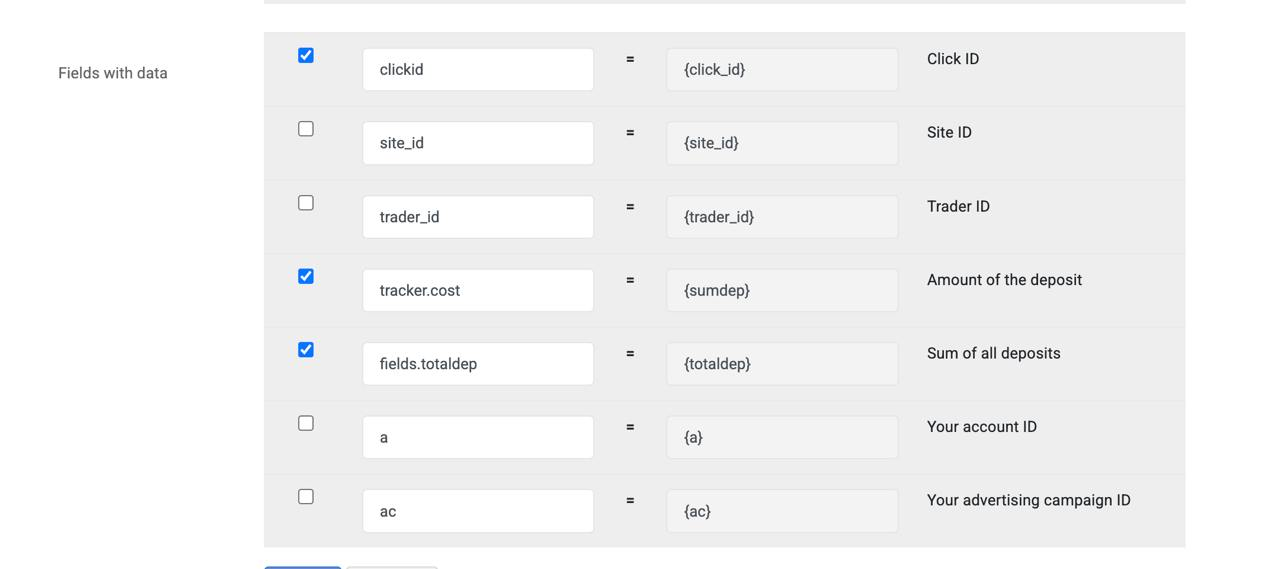 Fields with data
clickid = {click_id} Click ID
site_id = {site_id} Site ID
trader_id = {trader_id} Trader ID
tracker.cost = {sumdep} Amount of the deposit
fields.totaldep = {totaldep} Sum of all deposits
a = {a} Your account ID
ac = {ac} Your advertising campaign ID